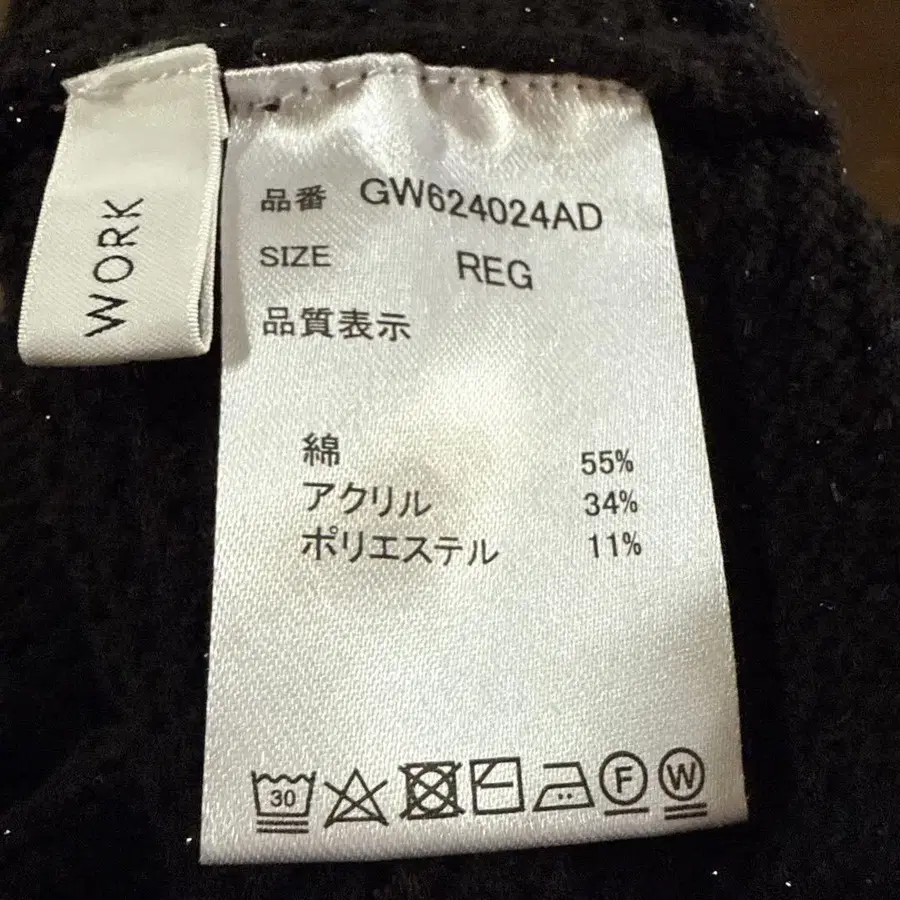 WORK
品番 GW624024AD
SIZE REG
品質表示
綿 55%
アクリル 34%
ポリエステル 11%
30 F W